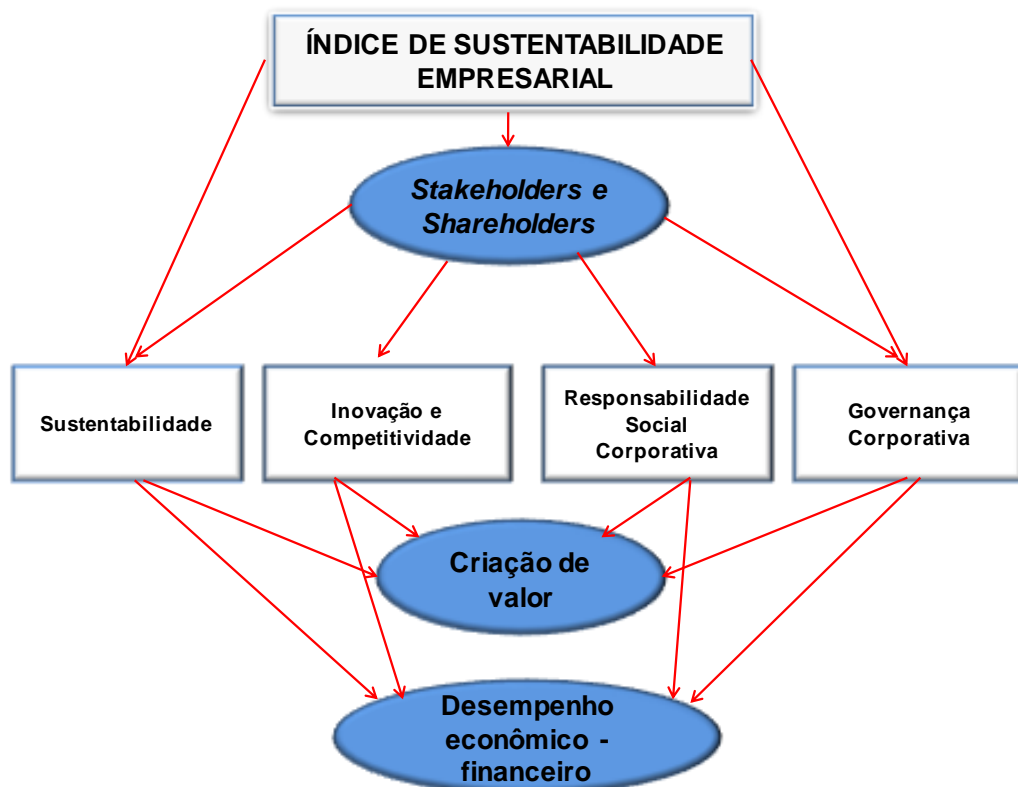 ÍNDICE DE SUSTENTABILIDADE
EMPRESARIAL
Stakeholders e
Shareholders
Sustentabilidade
Inovação e
Competitividade
Responsabilidade
Social
Corporativa
Governança
Corporativa
Criação de
valor
Desempenho
econômico -
financeiro